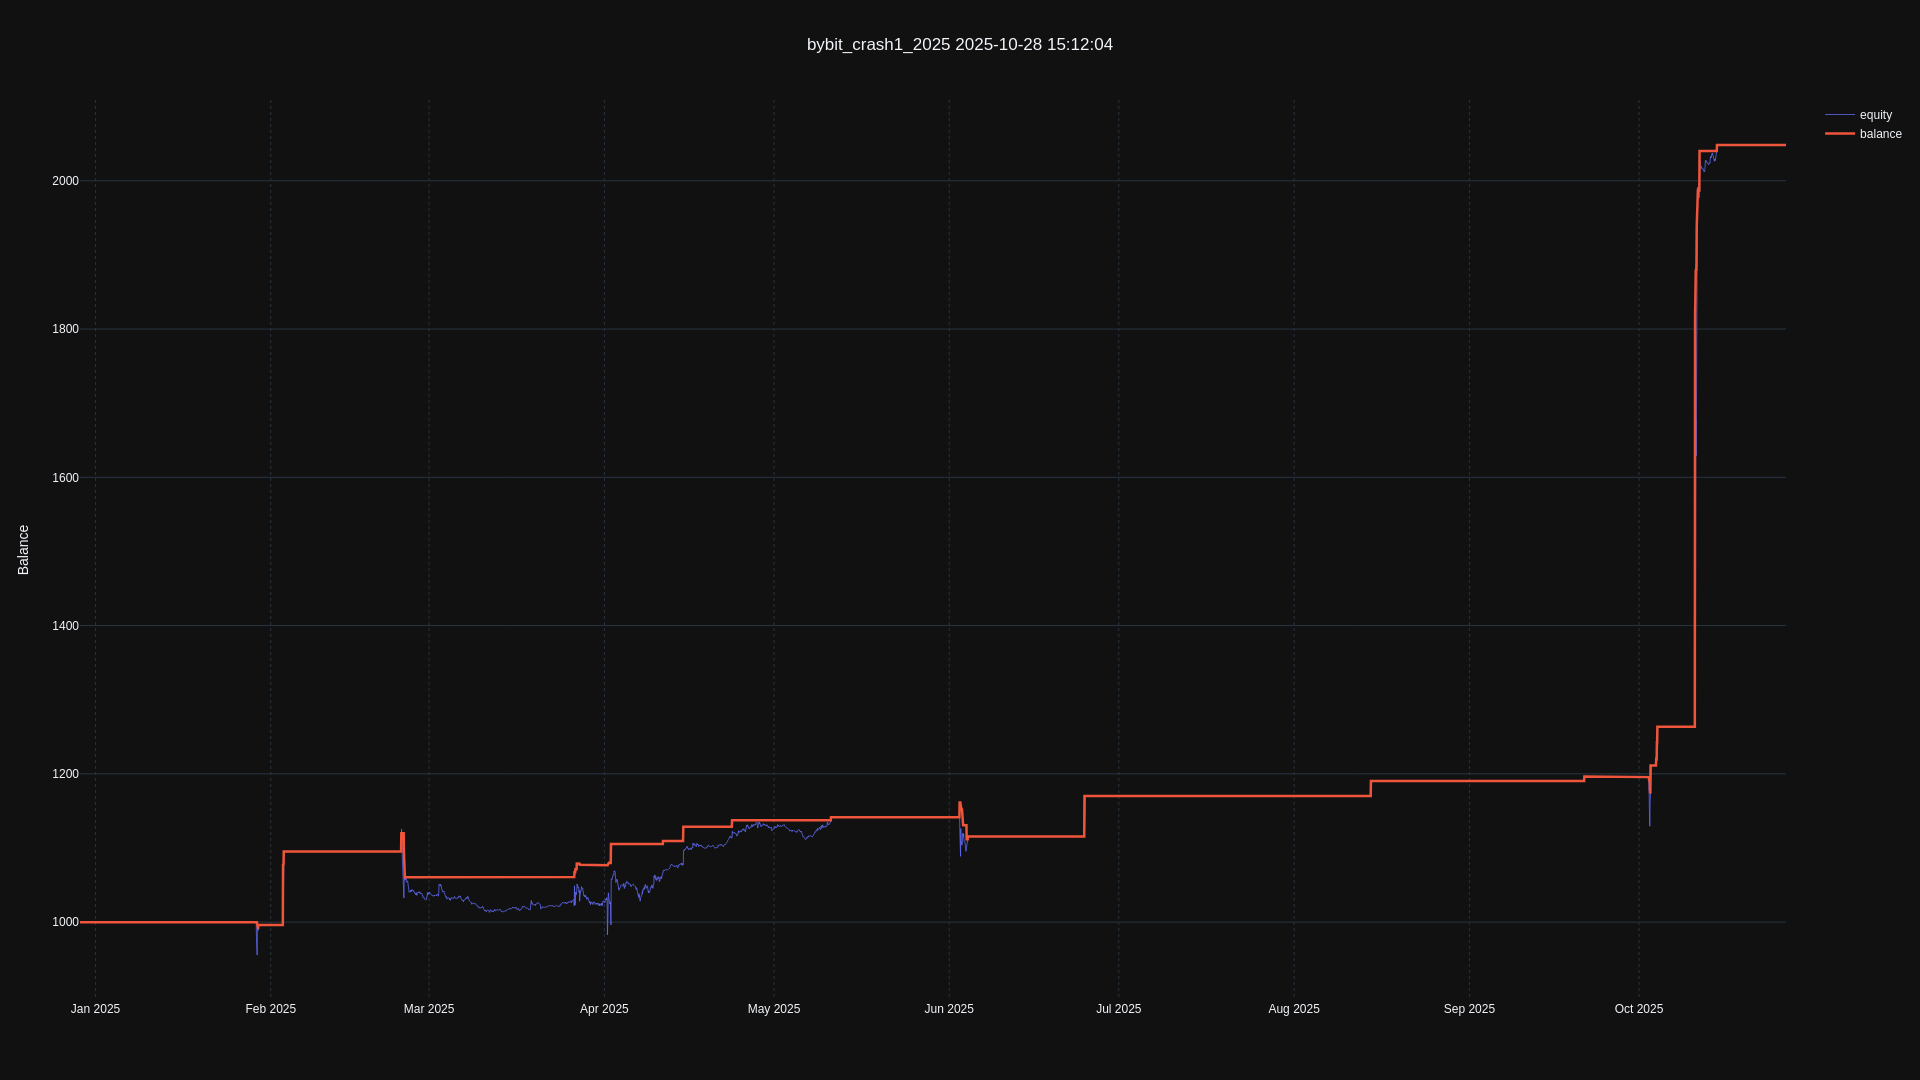 bybit_crash1_2025 2025-10-28 15:12:04
equity
balance
2000
1800
1600
1400
1200
1000
Balance
Jan 2025
Feb 2025
Mar 2025
Apr 2025
May 2025
Jun 2025
Jul 2025
Aug 2025
Sep 2025
Oct 2025